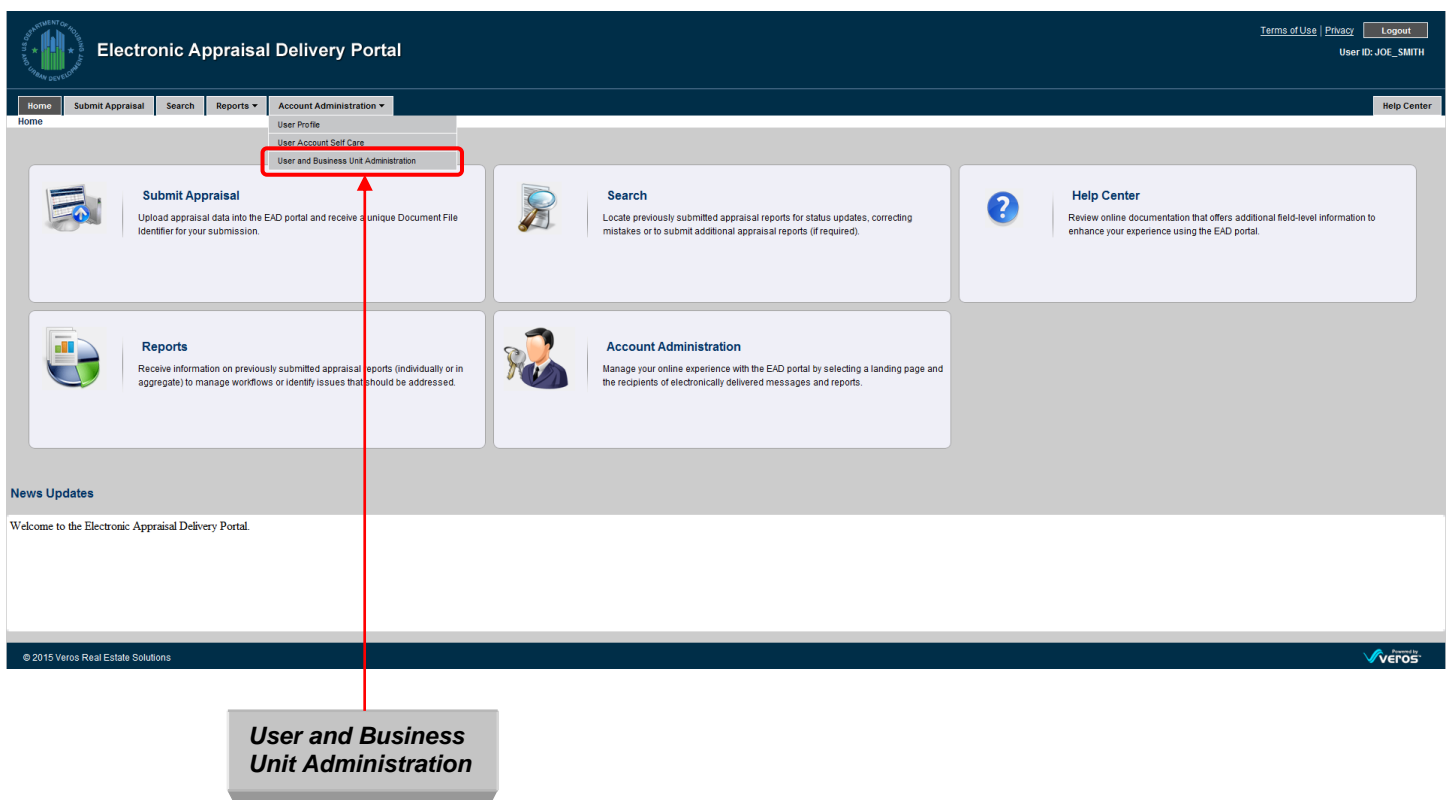 U.S. DEPARTMENT OF HOUSING
AND URBAN DEVELOPMENT
Electronic Appraisal Delivery Portal
Terms of Use | Privacy Logout
User ID: JOE_SMITH
Home Submit Appraisal Search Reports Account Administration Help Center
Home
User Profile
User Account Self Care
User and Business Unit Administration
Submit Appraisal
Upload appraisal data into the EAD portal and receive a unique Document File
Identifier for your submission.
Search
Locate previously submitted appraisal reports for status updates, correcting
mistakes or to submit additional appraisal reports (if required).
Help Center
Review online documentation that offers additional field-level information to
enhance your experience using the EAD portal.
Reports
Receive information on previously submitted appraisal reports (individually or in
aggregate) to manage workflows or identify issues that should be addressed.
Account Administration
Manage your online experience with the EAD portal by selecting a landing page and
the recipients of electronically delivered messages and reports.
News Updates
Welcome to the Electronic Appraisal Delivery Portal.
© 2015 Veros Real Estate Solutions
Powered by
veros
User and Business
Unit Administration